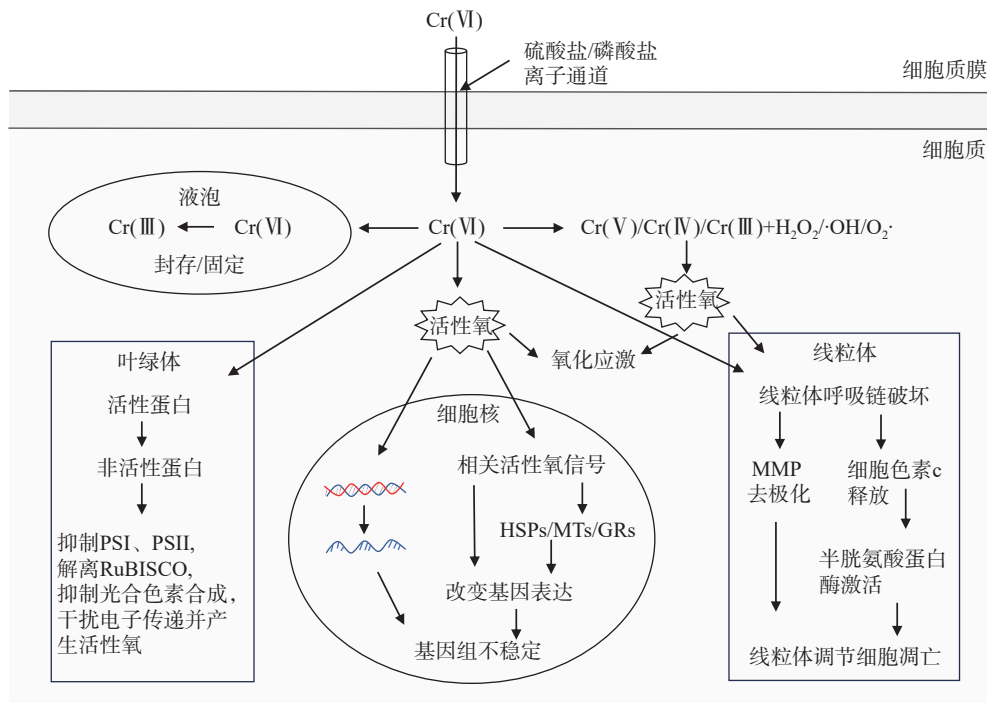 Cr(Ⅵ)
硫酸盐/磷酸盐
离子通道
细胞质膜
细胞质
液泡
Cr(Ⅲ)
Cr(Ⅵ)
封存/固定
Cr(Ⅵ)
Cr(Ⅴ)/Cr(Ⅳ)/Cr(Ⅲ)+H₂O₂/·OH/O₂·
活性氧
活性氧
氧化应激
叶绿体
活性蛋白
非活性蛋白
抑制PSI、PSII,
解离RuBISCO,
抑制光合色素合成，
干扰电子传递并产
生活性氧
细胞核
相关活性氧信号
HSPs/MTs/GRs
改变基因表达
基因组不稳定
线粒体
线粒体呼吸链破坏
MMP
去极化
细胞色素c
释放
半胱氨酸蛋白
酶激活
线粒体调节细胞凋亡